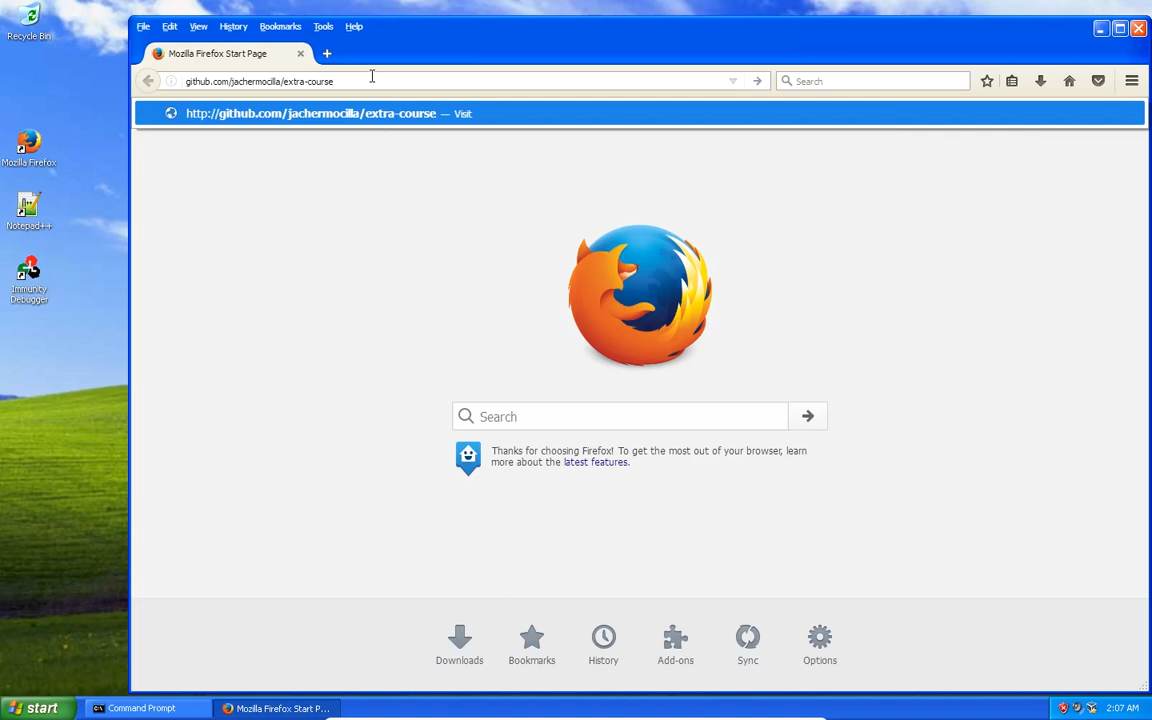 Recycle Bin
Mozilla Firefox
Notepad++
Immunity
Debugger
File Edit View History Bookmarks Tools Help
Mozilla Firefox Start Page
github.com/jachermocilla/extra-course
Search
http://github.com/jachermocilla/extra-course — Visit
Search
Thanks for choosing Firefox! To get the most out of your browser, learn
more about the latest features.
Downloads Bookmarks History Add-ons Sync Options
start Command Prompt Mozilla Firefox Start P... 2:07 AM